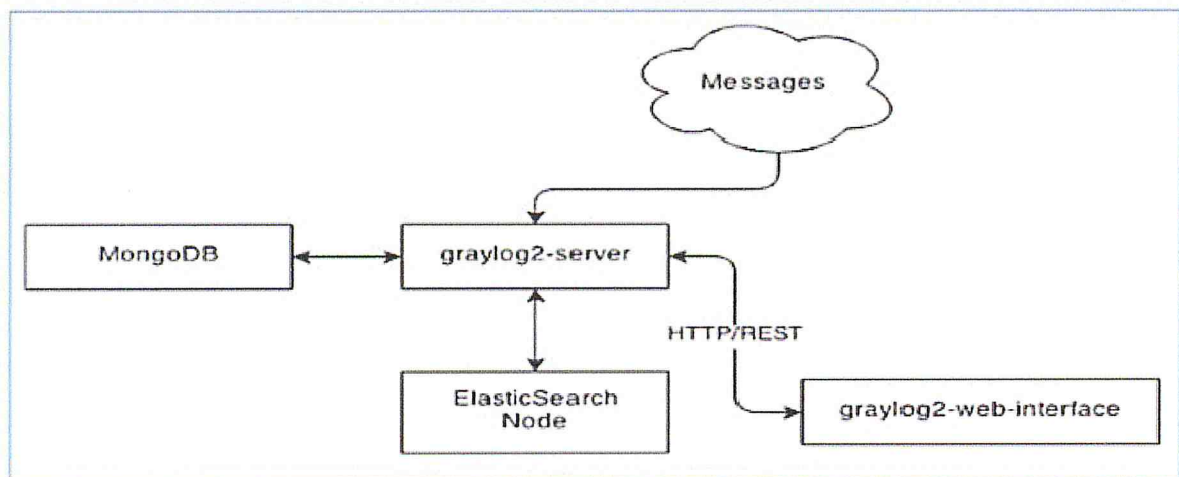 Messages
MongoDB
graylog2-server
HTTP/REST
ElasticSearch
Node
graylog2-web-interface